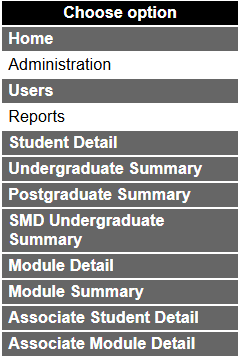 Choose option
Home
Administration
Users
Reports
Student Detail
Undergraduate Summary
Postgraduate Summary
SMD Undergraduate
Summary
Module Detail
Module Summary
Associate Student Detail
Associate Module Detail